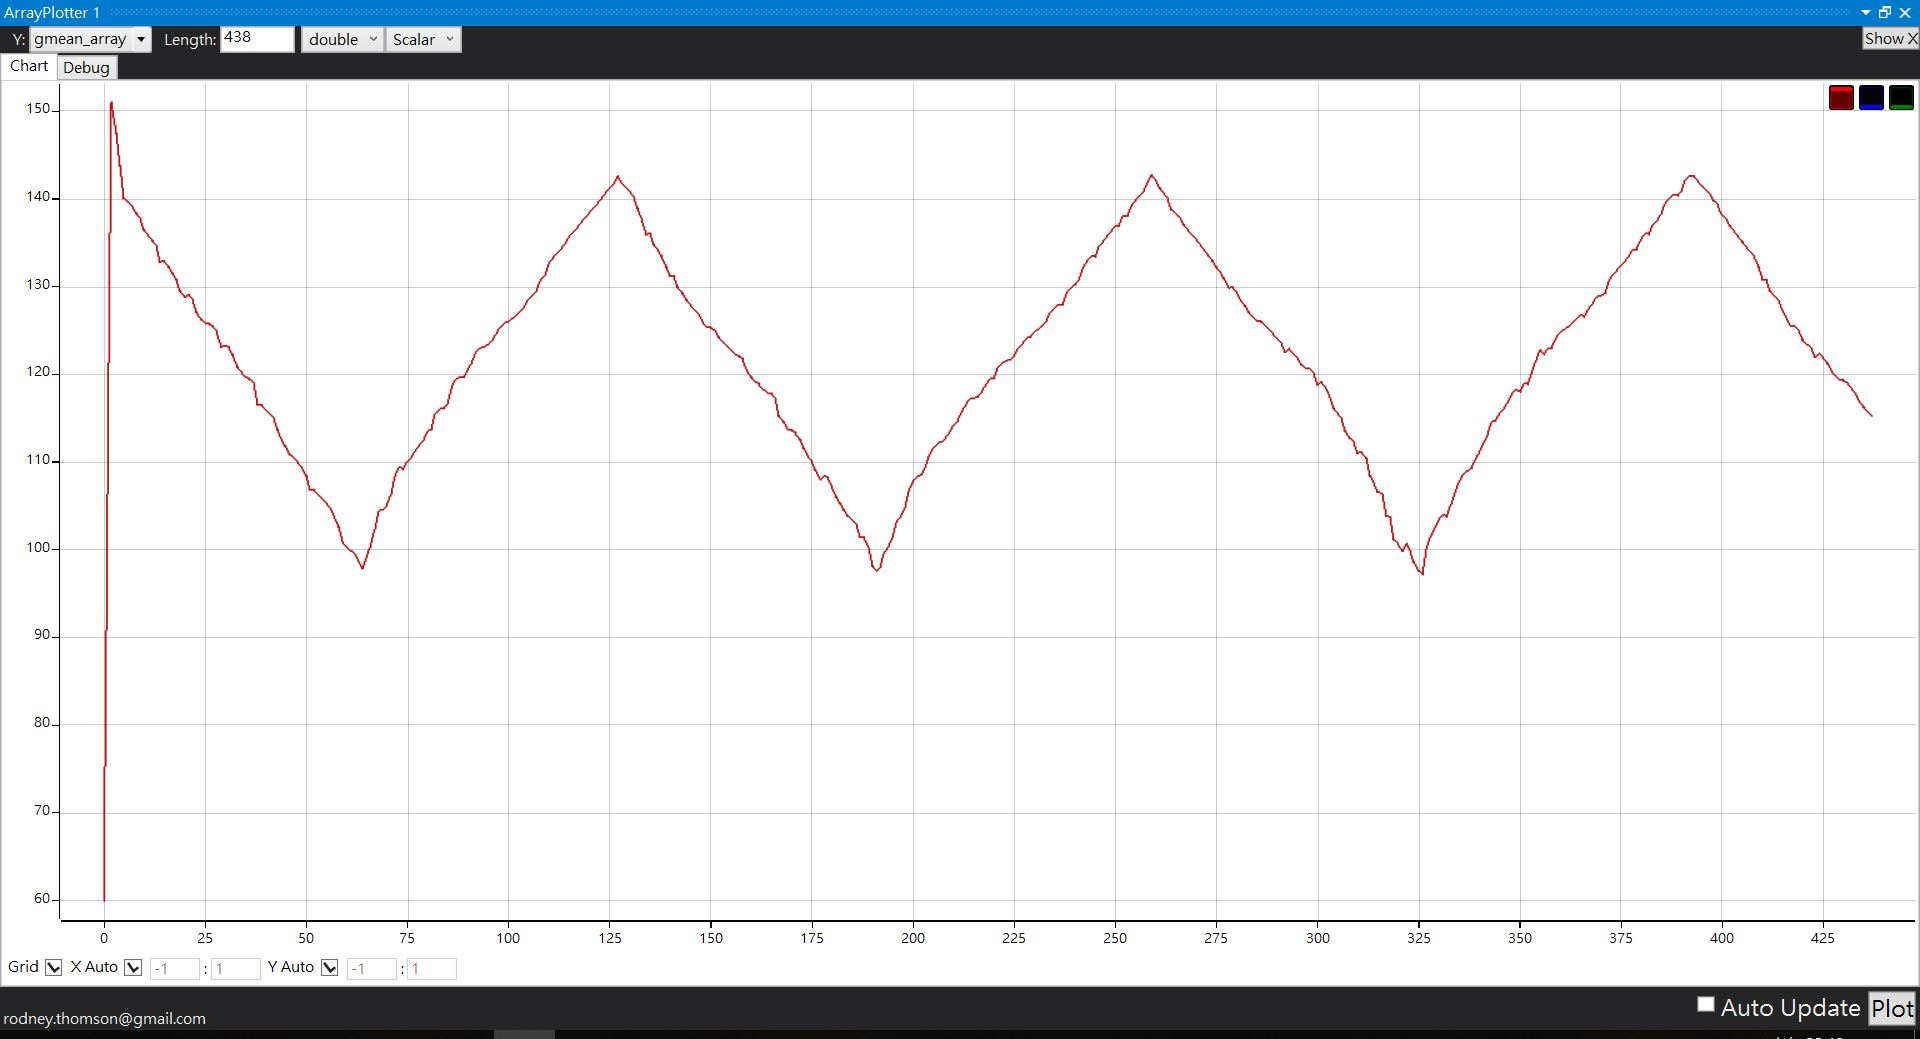 ArrayPlotter 1
Y: gmean_array Length: 438 double Scalar Show X
Chart Debug
150
140
130
120
110
100
90
80
70
60
0 25 50 75 100 125 150 175 200 225 250 275 300 325 350 375 400 425
Grid X Auto -1 : 1 Y Auto -1 : 1
Auto Update Plot
rodney.thomson@gmail.com